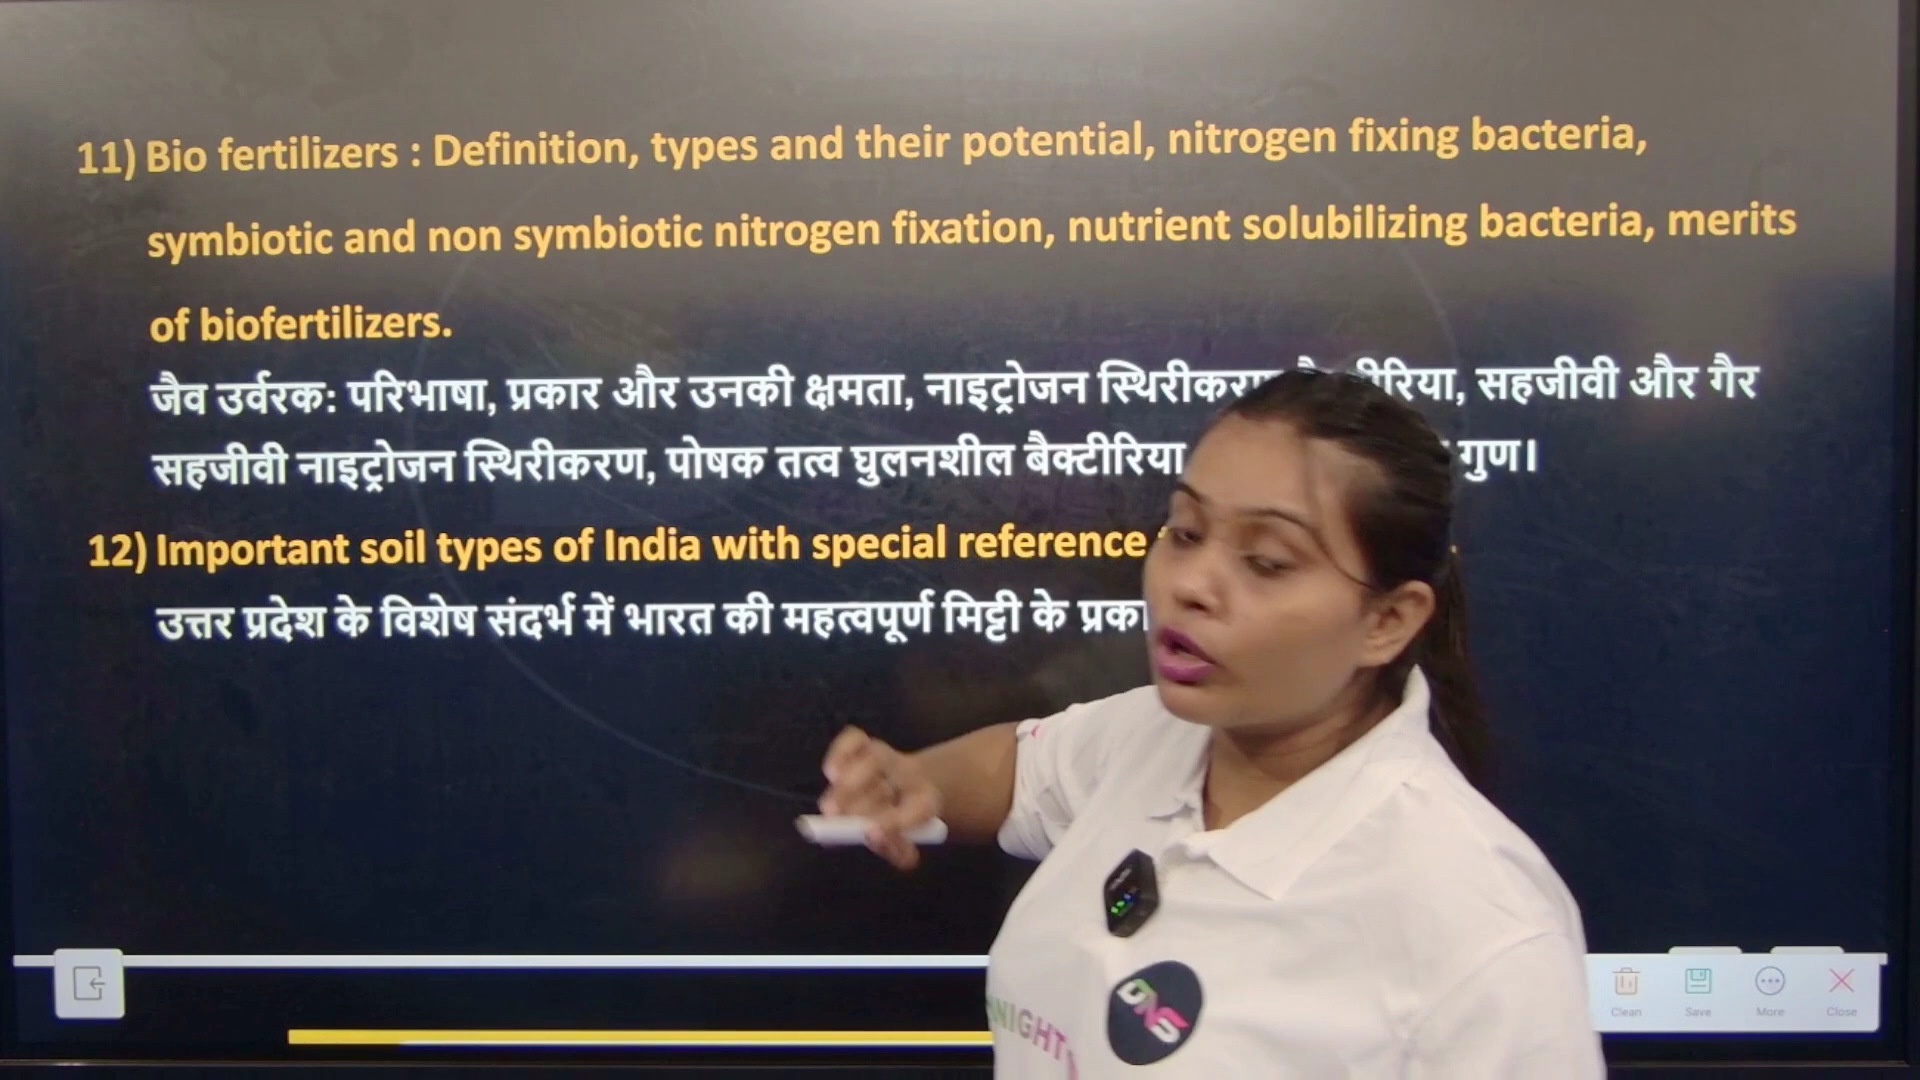 11) Bio fertilizers : Definition, types and their potential, nitrogen fixing bacteria,
symbiotic and non symbiotic nitrogen fixation, nutrient solubilizing bacteria, merits
of biofertilizers.
जैव उर्वरक: परिभाषा, प्रकार और उनकी क्षमता, नाइट्रोजन सहजीवी और गैर
सहजीवी नाइट्रोजन स्थिरीकरण, पोषक तत्व घुलनशील बैक्टीरिया गुण।
12) Important soil types of India with special reference
उत्तर प्रदेश के विशेष संदर्भ में भारत की महत्वपूर्ण मिट्टी के
Clean Save More Close